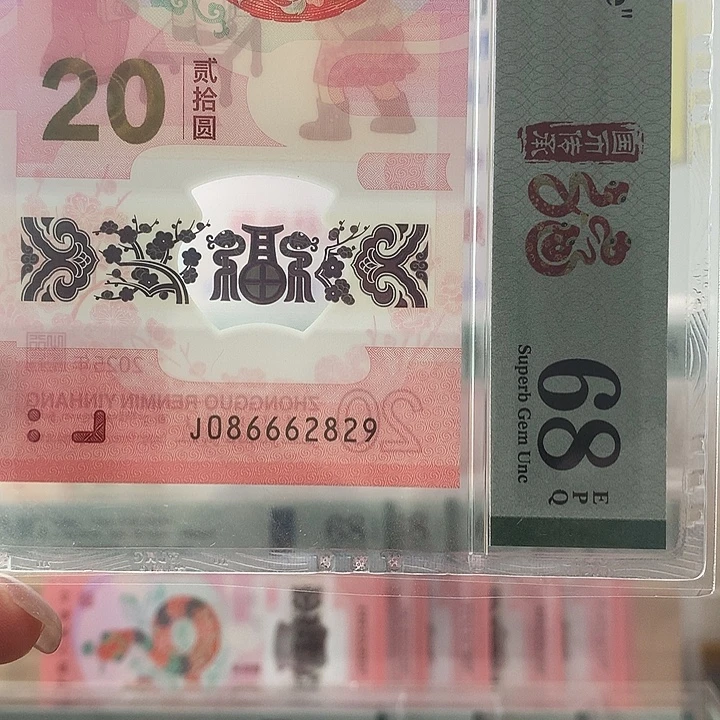 20
贰拾圆
2025年
ZHONGGUO RENMIN YINHANG
20
J086662829
国币传承
68
EPQ
Superb Gem Unc